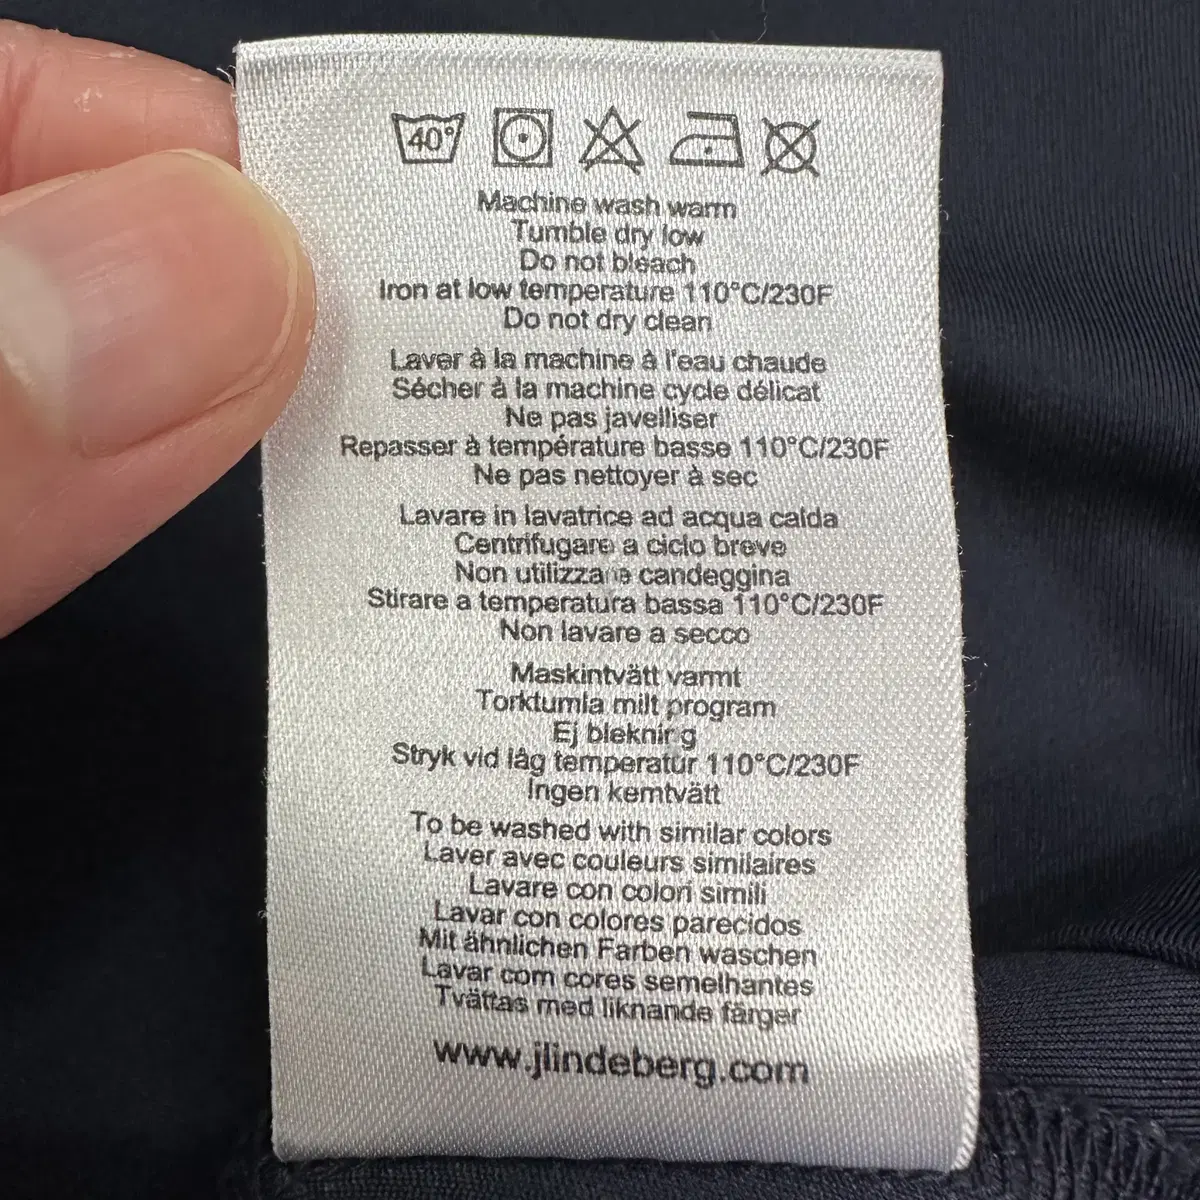 40°
Machine wash warm
Tumble dry low
Do not bleach
Iron at low temperature 110°C/230F
Do not dry clean
Laver à la machine à l'eau chaude
Sécher à la machine cycle délicat
Ne pas javelliser
Repasser à température basse 110°C/230F
Ne pas nettoyer à sec
Lavare in lavatrice ad acqua calda
Centrifugare a ciclo breve
Non utilizzare candeggina
Stirare a temperatura bassa 110°C/230F
Non lavare a secco
Maskintvätt varmt
Torktumla milt program
Ej blekning
Stryk vid låg temperatur 110°C/230F
Ingen kemtvätt
To be washed with similar colors
Laver avec couleurs similaires
Lavare con colori simili
Lavar con colores parecidos
Mit ähnlichen Farben waschen
Lavar com cores semelhantes
Tvättas med liknande färger
www.jlindeberg.com